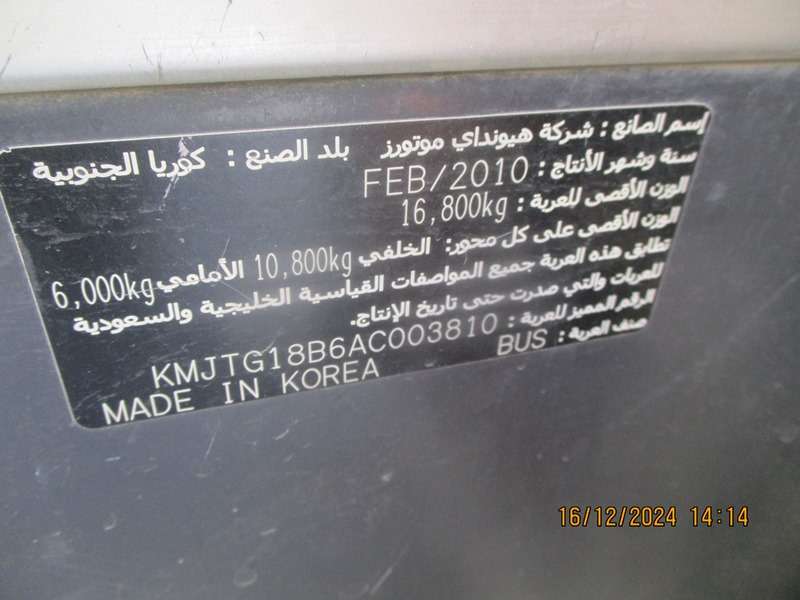 إسم الصانع : شركة هيونداي موتورز بلد الصنع : كوريا الجنوبية
سنة وشهر الأنتاج : FEB/2010
الوزن الأقصى للعربة : 16,800kg
الوزن الأقصى على كل محور: الخلفي 10,800kg الأمامي 6,000kg
تطابق هذه العربة جميع المواصفات القياسية الخليجية والسعودية
للعربات والتي صدرت حتى تاريخ الإنتاج.
الرقم المميز للعربة : KMJTG18B6AC003810
صنف العربة : BUS
MADE IN KOREA
16/12/2024 14:14